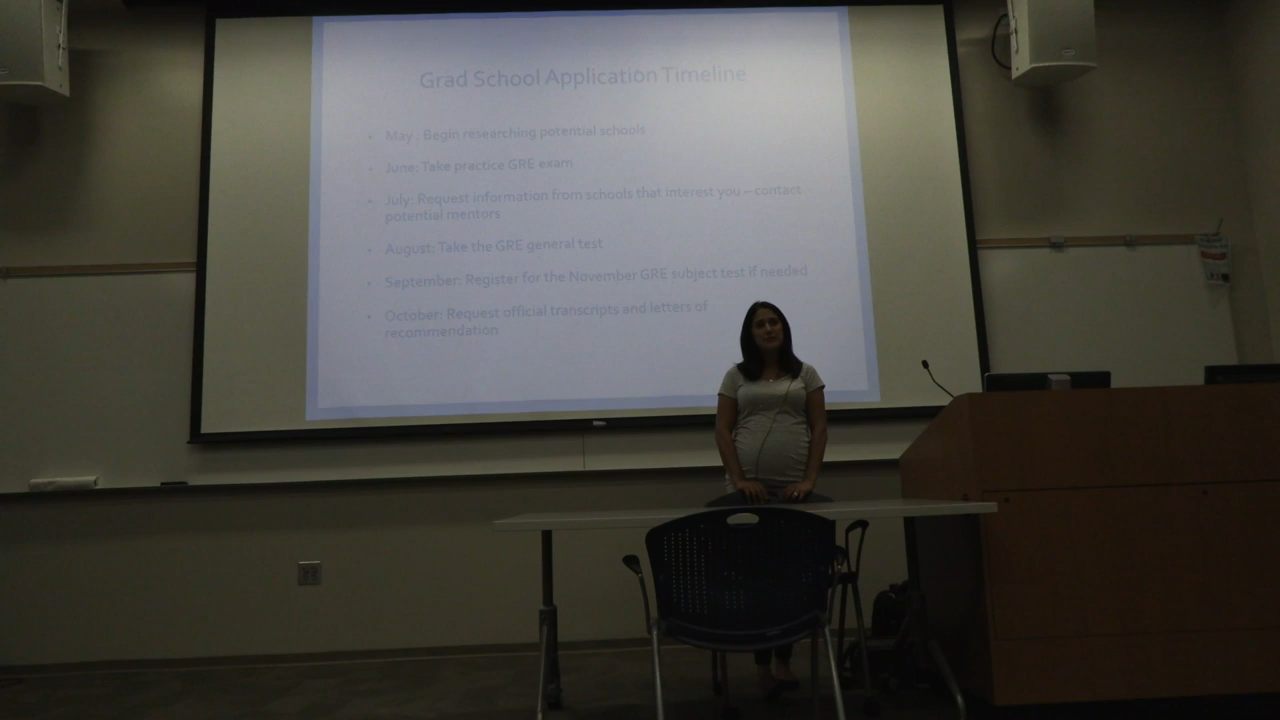 Grad School Application Timeline
• May : Begin researching potential schools
• June: Take practice GRE exam
• July: Request information from schools that interest you – contact
potential mentors
• August: Take the GRE general test
• September: Register for the November GRE subject test if needed
• October: Request official transcripts and letters of
recommendation